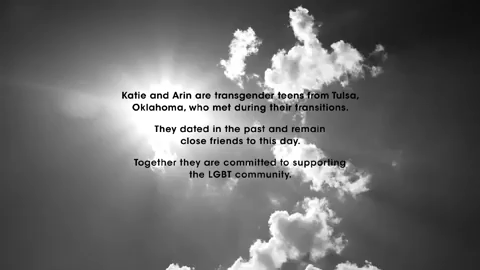 Katie and Arin are transgender teens from Tulsa,
Oklahoma, who met during their transitions.
They dated in the past and remain
close friends to this day.
Together they are committed to supporting
the LGBT community.